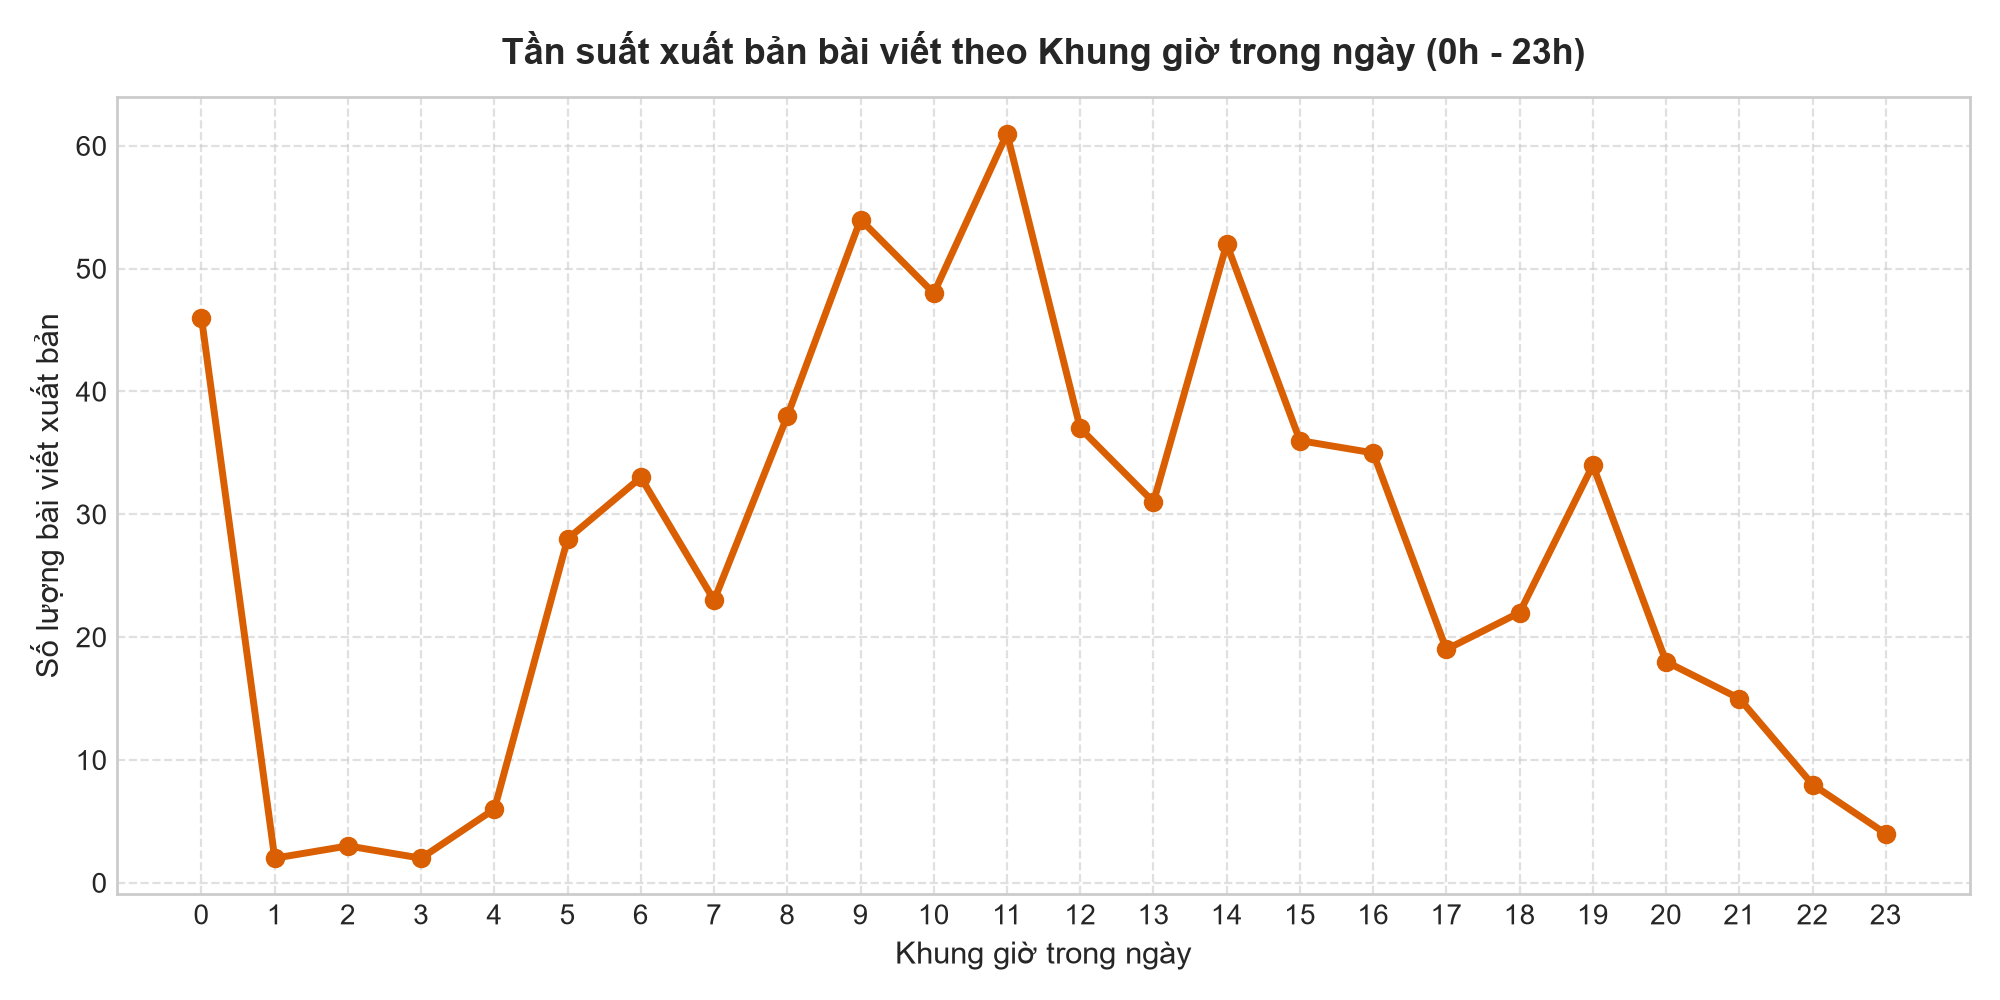 Tần suất xuất bản bài viết theo Khung giờ trong ngày (0h - 23h)
Số lượng bài viết xuất bản
60
50
40
30
20
10
0
0 1 2 3 4 5 6 7 8 9 10 11 12 13 14 15 16 17 18 19 20 21 22 23
Khung giờ trong ngày